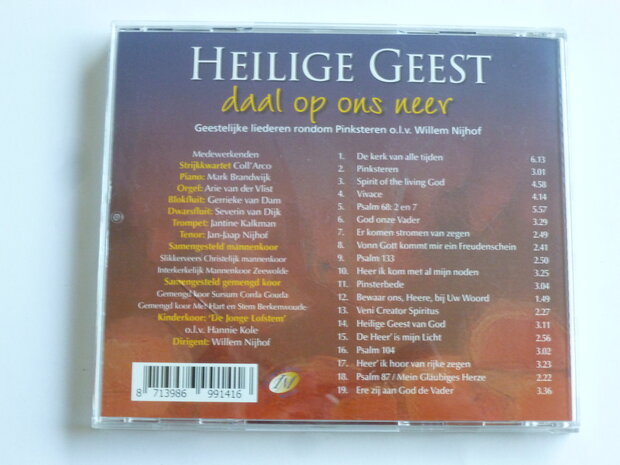 HEILIGE GEEST
daal op ons neer
Geestelijke liederen rondom Pinksteren o.l.v. Willem Nijhof
Medewerkenden
Strijkkwartet Coll'Arco
Piano: Mark Brandwijk
Orgel: Arie van der Vlist
Blokfluit: Gerrieke van Dam
Dwarsfluit: Severin van Dijk
Trompet: Jantine Kalkman
Tenor: Jan-Jaap Nijhof
Samengesteld mannenkoor
Slikkerveers Christelijk mannenkoor
Interkerkelijk Mannenkoor Zeewolde
Samengesteld gemengd koor
Gemengd koor Sursum Corda Gouda
Gemengd koor Met Hart en Stem Berkenwoude
Kinderkoor: 'De Jonge Lofstem'
o.l.v. Hannie Kole
Dirigent: Willem Nijhof
8 713986 991416
1. De kerk van alle tijden 6.13
2. Pinksteren 3.01
3. Spirit of the living God 4.58
4. Vivace 4.14
5. Psalm 68: 2 en 7 5.57
6. God onze Vader 3.29
7. Er komen stromen van zegen 2.49
8. Vonn Gott kommt mir ein Freudenschein 2.41
9. Psalm 133 2.50
10. Heer ik kom met al mijn noden 3.25
11. Pinsterbede 3.04
12. Bewaar ons, Heere, bij Uw Woord 1.49
13. Veni Creator Spiritus 2.27
14. Heilige Geest van God 3.11
15. De Heer' is mijn Licht 2.56
16. Psalm 104 3.02
17. Heer' ik hoor van rijke zegen 3.23
18. Psalm 87 / Mein Gläubiges Herze 2.22
19. Ere zij aan God de Vader 3.36